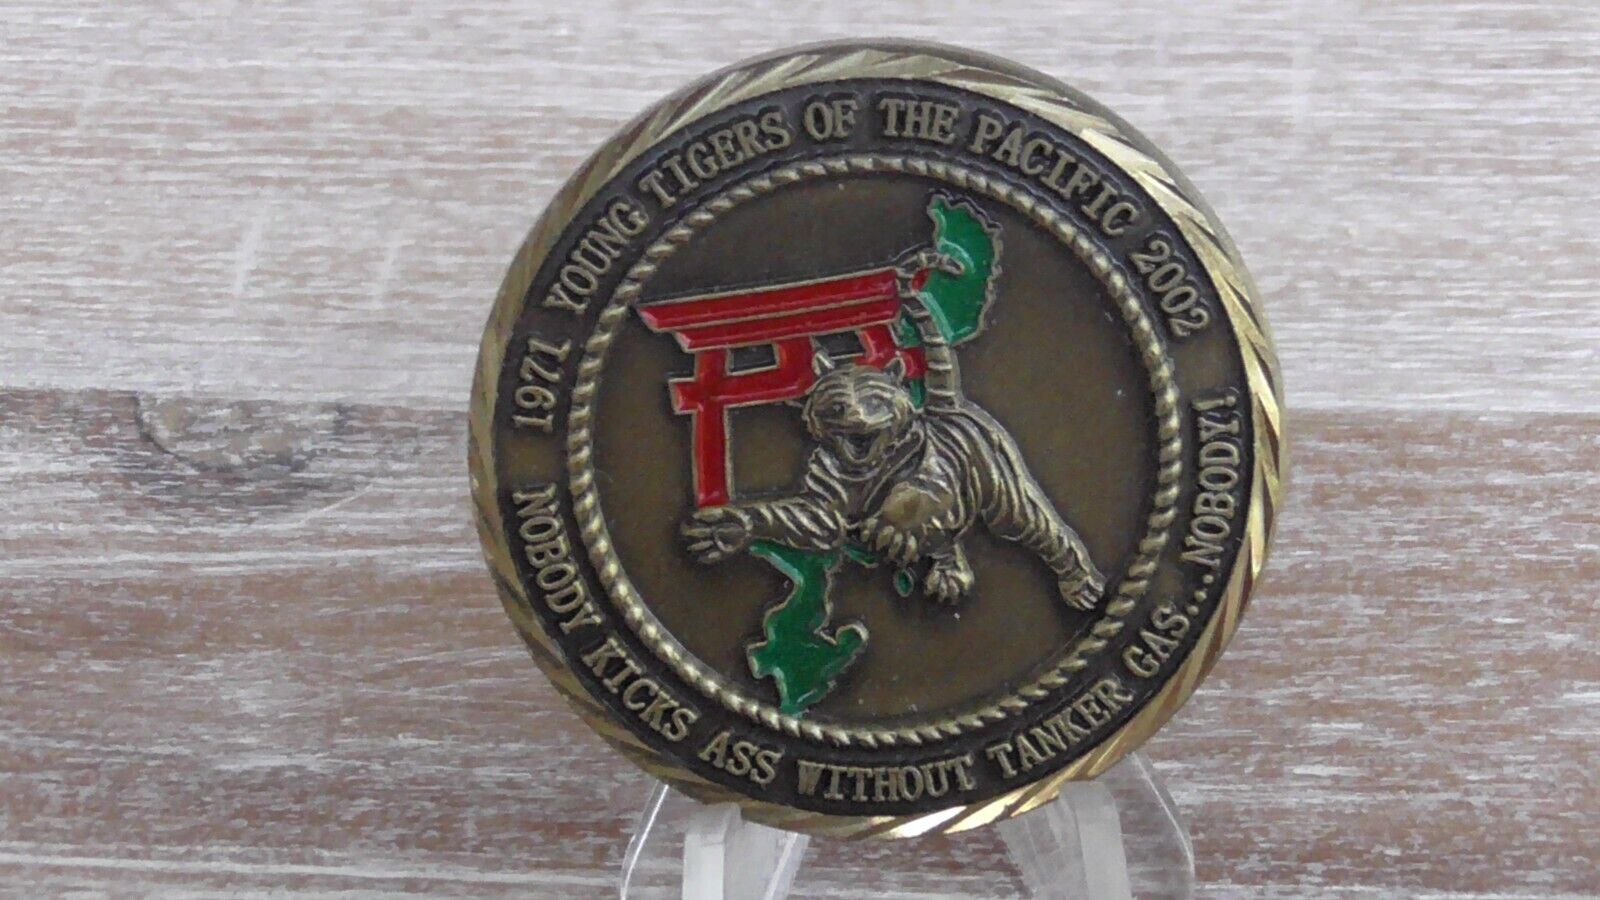 1971 YOUNG TIGERS OF THE PACIFIC 2002
NOBODY KICKS ASS WITHOUT TANKER GAS...NOBODY!